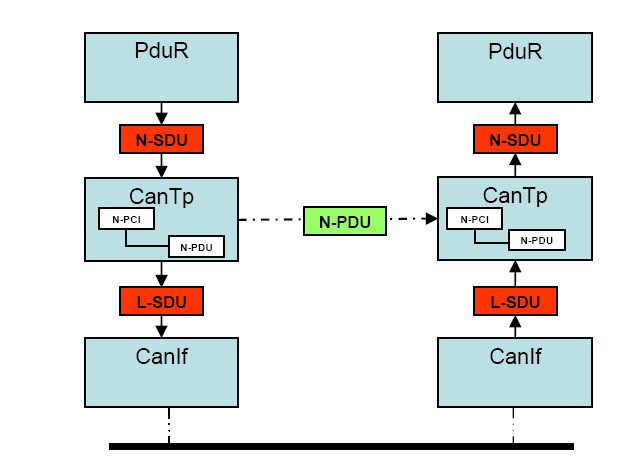 PduR
PduR
N-SDU
N-SDU
CanTp
CanTp
N-PCI
N-PDU
N-PDU
N-PCI
N-PDU
L-SDU
L-SDU
CanIf
CanIf